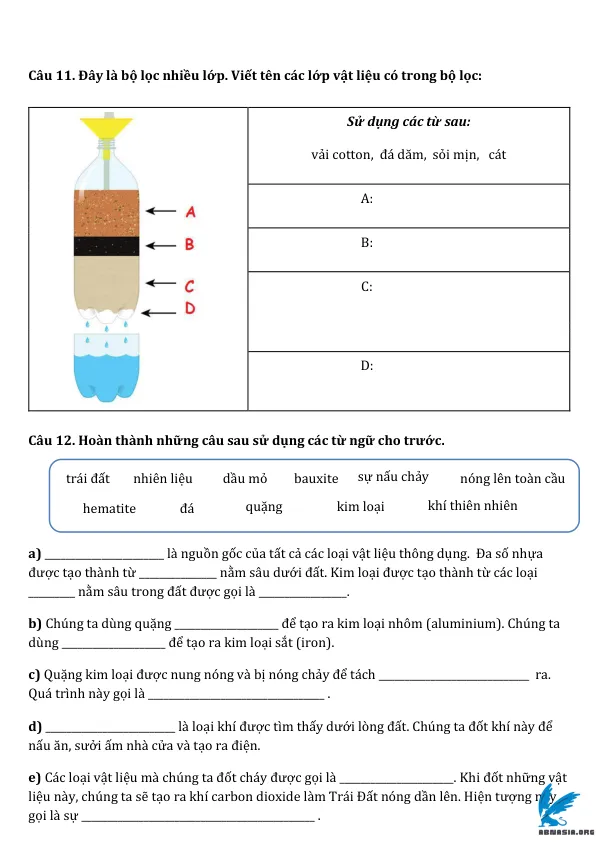 Câu 11. Đây là bộ lọc nhiều lớp. Viết tên các lớp vật liệu có trong bộ lọc:
Sử dụng các từ sau:
vải cotton, đá dăm, sỏi mịn, cát
A
B
C
D
A:
B:
C:
D:
Câu 12. Hoàn thành những câu sau sử dụng các từ ngữ cho trước.
trái đất nhiên liệu dầu mỏ bauxite sự nấu chảy nóng lên toàn cầu
hematite đá quặng kim loại khí thiên nhiên
a) _______________________ là nguồn gốc của tất cả các loại vật liệu thông dụng. Đa số nhựa
được tạo thành từ _______________ nằm sâu dưới đất. Kim loại được tạo thành từ các loại
_________ nằm sâu trong đất được gọi là _________________.
b) Chúng ta dùng quặng ____________________ để tạo ra kim loại nhôm (aluminium). Chúng ta
dùng ____________________ để tạo ra kim loại sắt (iron).
c) Quặng kim loại được nung nóng và bị nóng chảy để tách _____________________________ ra.
Quá trình này gọi là __________________________________ .
d) _________________________ là loại khí được tìm thấy dưới lòng đất. Chúng ta đốt khí này để
nấu ăn, sưởi ấm nhà cửa và tạo ra điện.
e) Các loại vật liệu mà chúng ta đốt cháy được gọi là ______________________. Khi đốt những vật
liệu này, chúng ta sẽ tạo ra khí carbon dioxide làm Trái Đất nóng dần lên. Hiện tượng này
gọi là sự _____________________________________________ .
ABNASIA.ORG